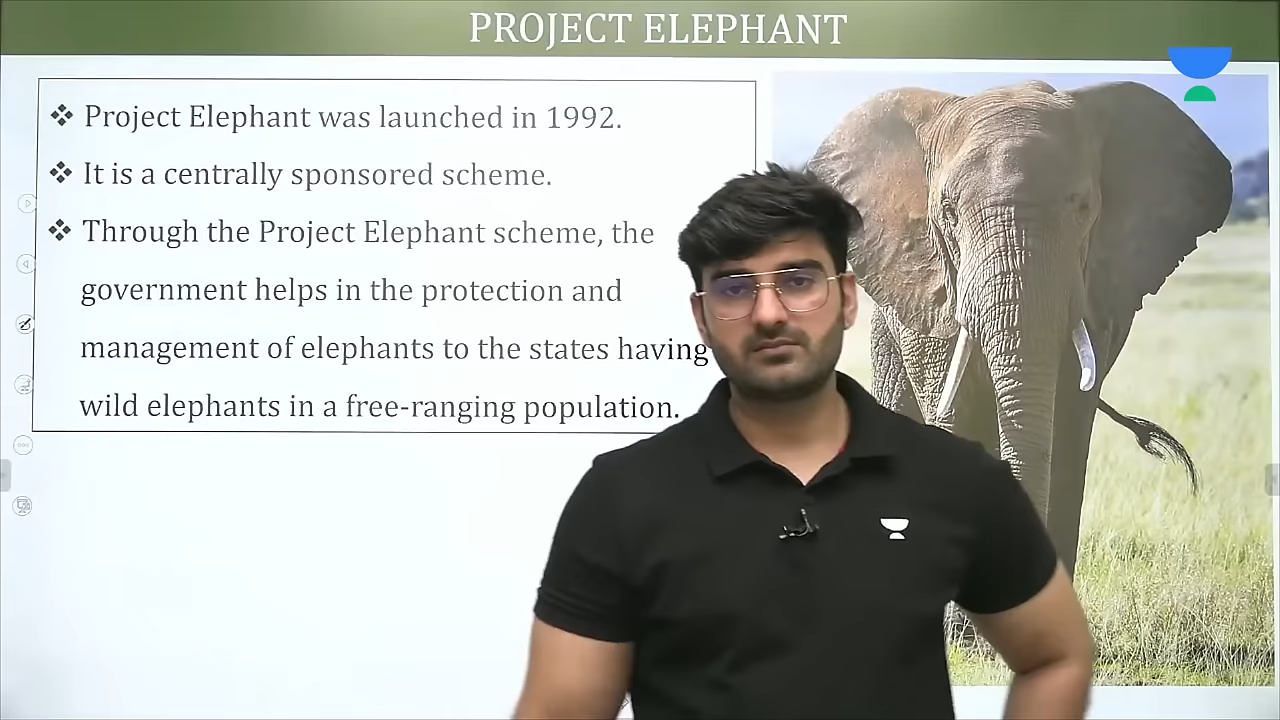 PROJECT ELEPHANT
❖ Project Elephant was launched in 1992.
❖ It is a centrally sponsored scheme.
❖ Through the Project Elephant scheme, the
government helps in the protection and
management of elephants to the states having
wild elephants in a free-ranging population.